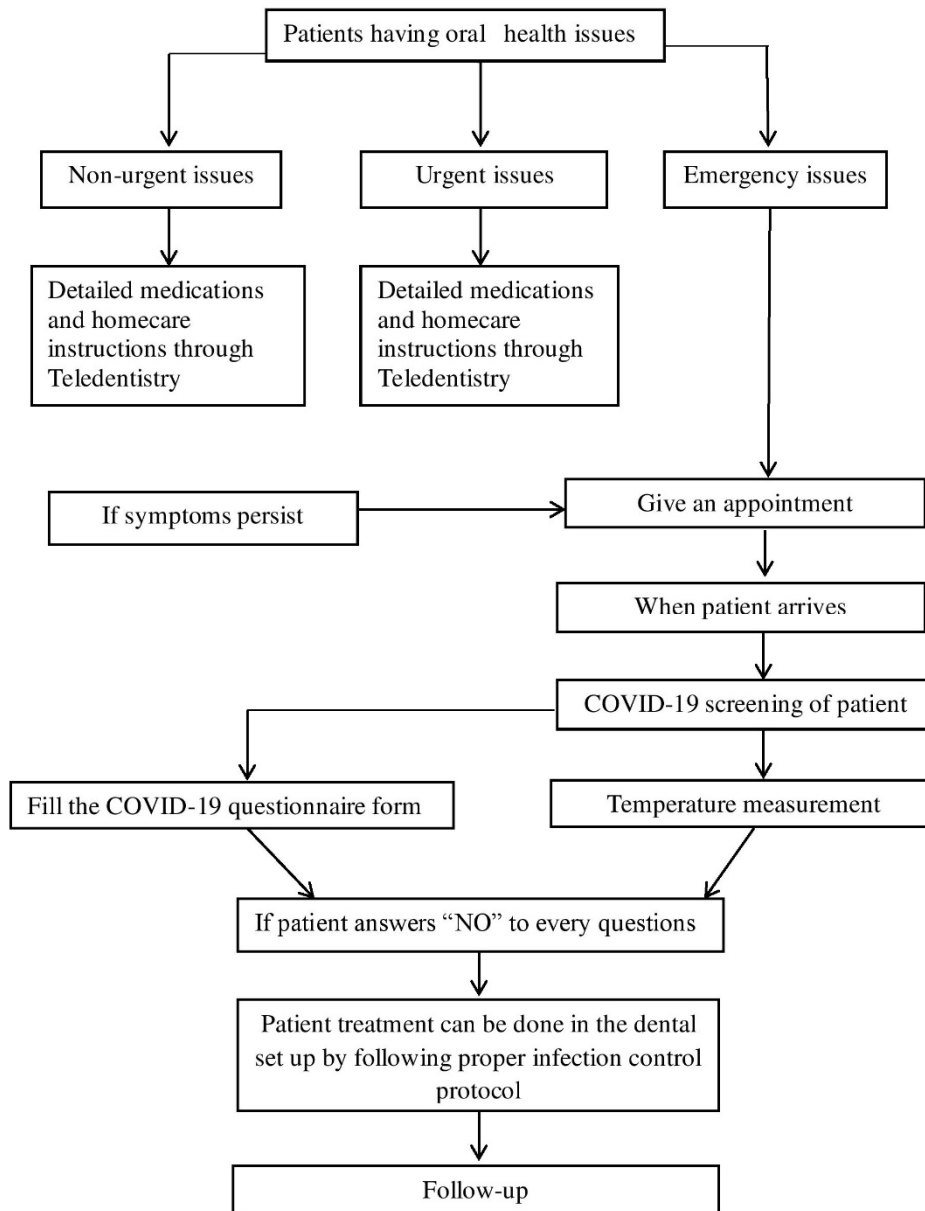 Patients having oral health issues
Non-urgent issues
Urgent issues
Emergency issues
Detailed medications
and homecare
instructions through
Teledentistry
Detailed medications
and homecare
instructions through
Teledentistry
If symptoms persist
Give an appointment
When patient arrives
COVID-19 screening of patient
Fill the COVID-19 questionnaire form
Temperature measurement
If patient answers “NO” to every questions
Patient treatment can be done in the dental
set up by following proper infection control
protocol
Follow-up